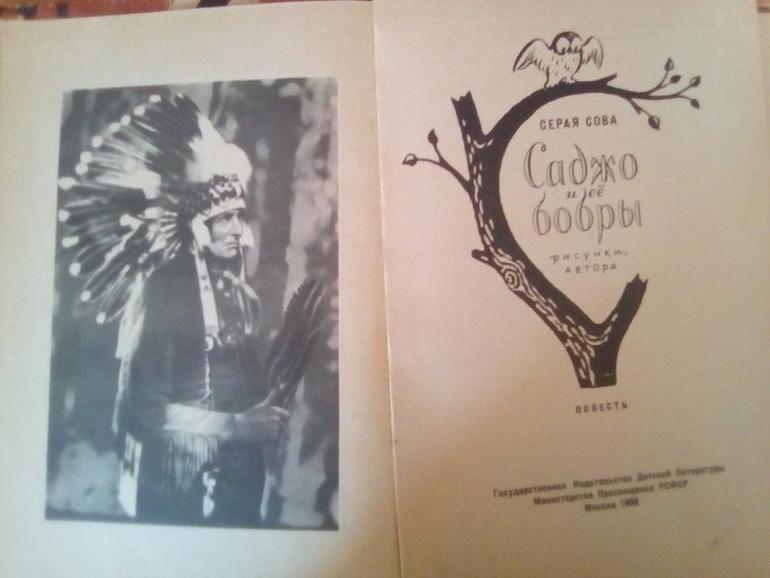 СЕРАЯ СОВА
Саджо
и её
бобры
рисунки
автора
ПОВЕСТЬ
Государственное Издательство Детской Литературы
Министерства Просвещения РСФСР
Москва